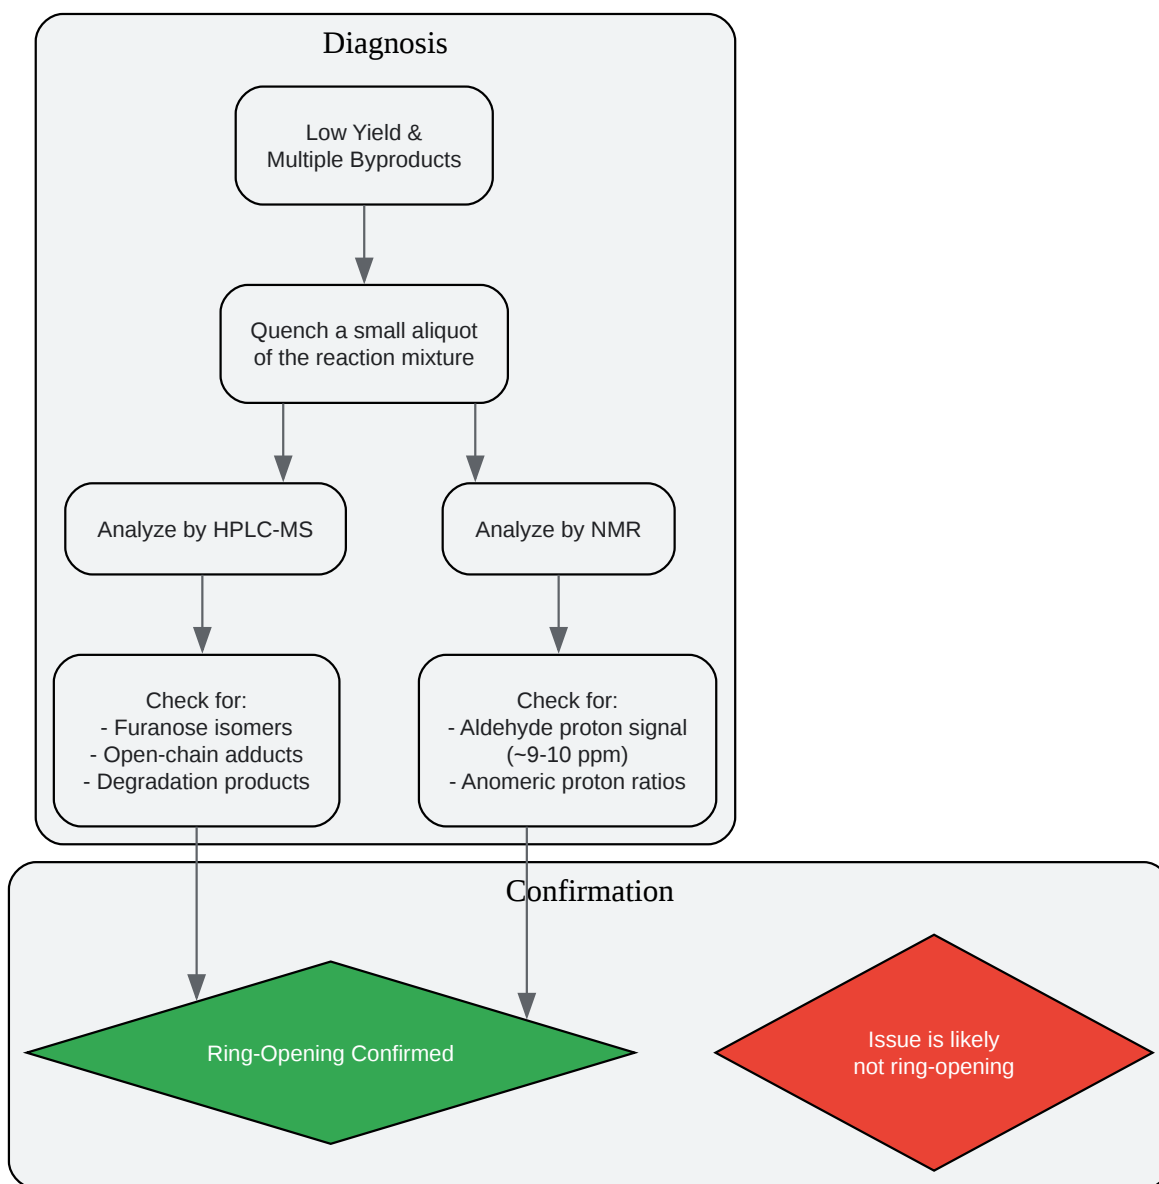 Diagnosis
Low Yield &
Multiple Byproducts
Quench a small aliquot
of the reaction mixture
Analyze by HPLC-MS
Analyze by NMR
Check for:
- Furanose isomers
- Open-chain adducts
- Degradation products
Check for:
- Aldehyde proton signal
(~9-10 ppm)
- Anomeric proton ratios
Confirmation
Ring-Opening Confirmed
Issue is likely
not ring-opening